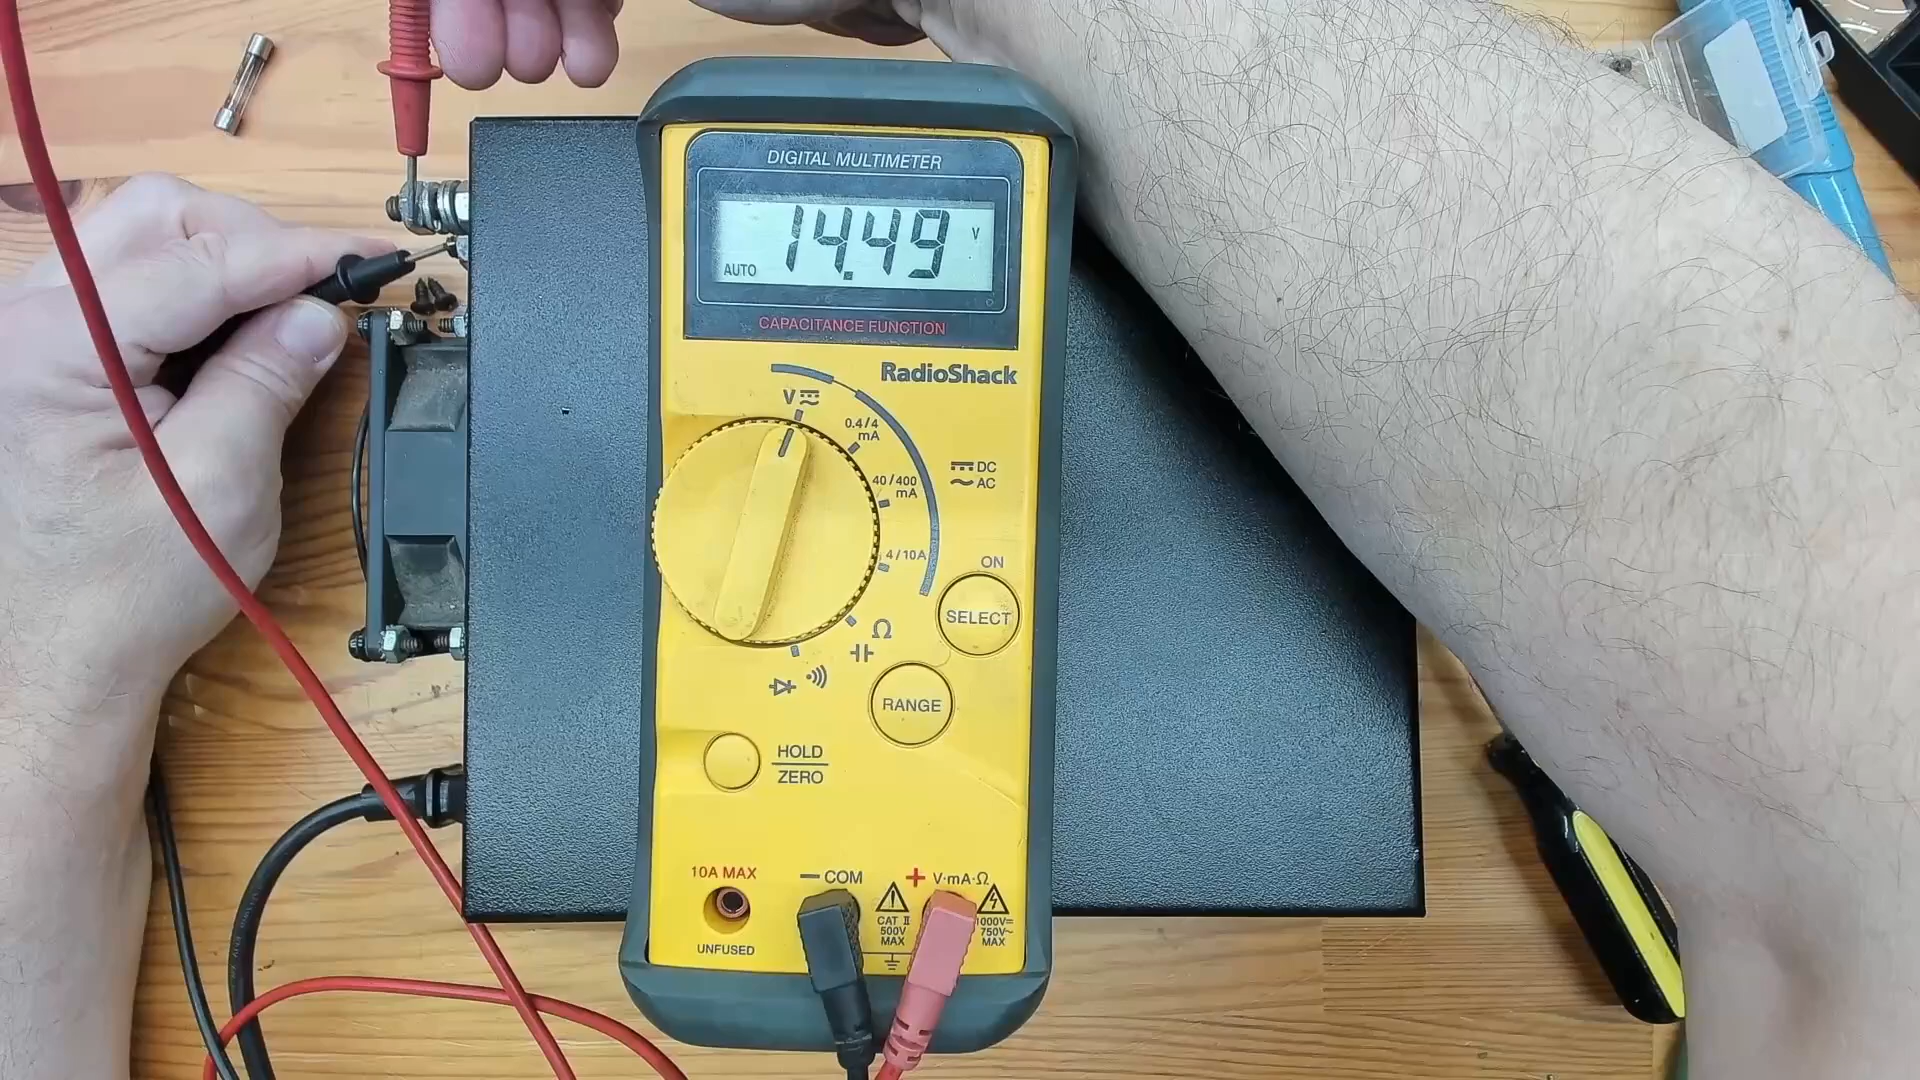 DIGITAL MULTIMETER
14.49 V
AUTO
CAPACITANCE FUNCTION
RadioShack
V
0.4/4
mA
40/400
mA
DC
AC
4/10A
ON
SELECT
Ω
RANGE
HOLD
ZERO
10A MAX
COM
V·mA·Ω
CAT II
500V
MAX
1000V
750V~
MAX
UNFUSED